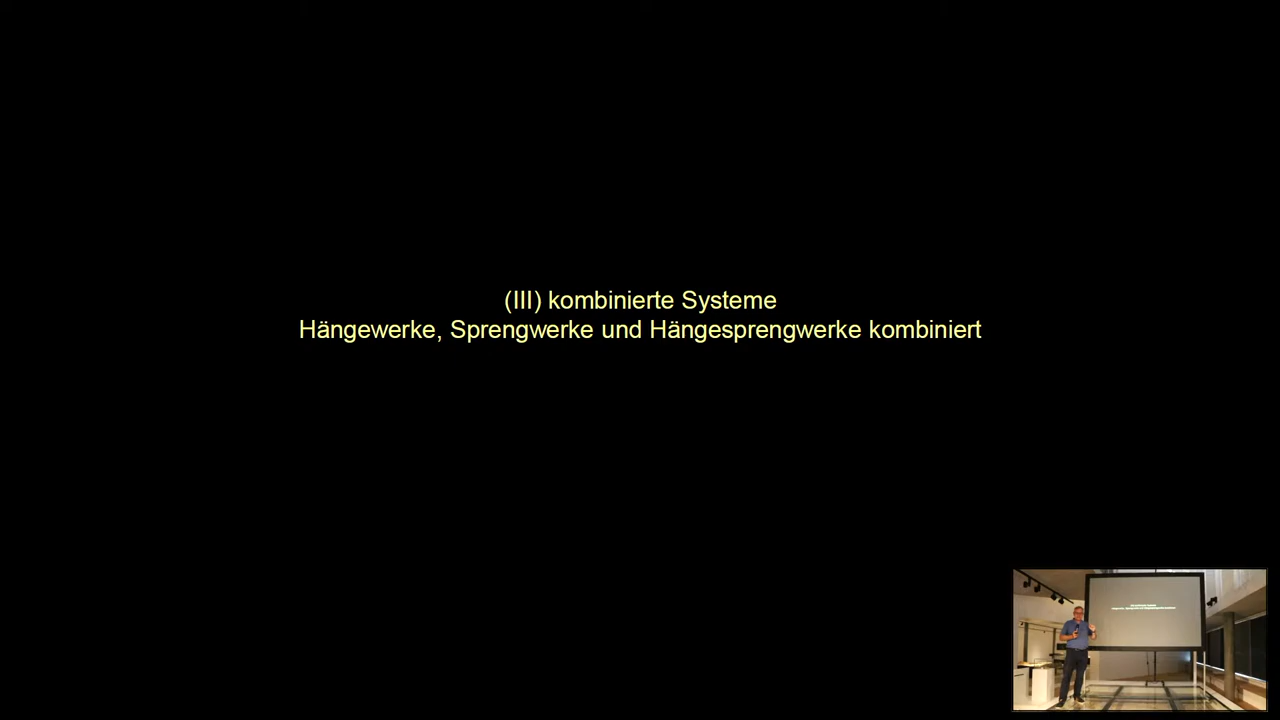 (III) kombinierte Systeme
Hängewerke, Sprengwerke und Hängesprengwerke kombiniert